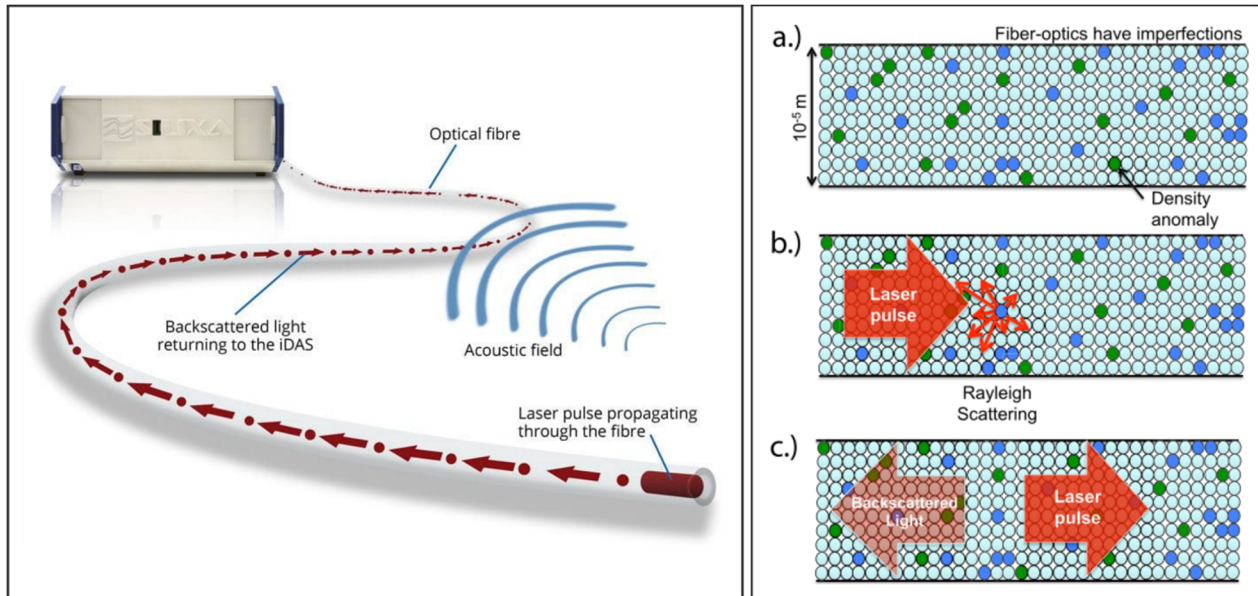 SILIXA
Optical fibre
Backscattered light
returning to the iDAS
Acoustic field
Laser pulse propagating
through the fibre
a.)
Fiber-optics have imperfections
10-5 m
Density
anomaly
b.)
Laser
pulse
Rayleigh
Scattering
c.)
Backscattered
Light
Laser
pulse